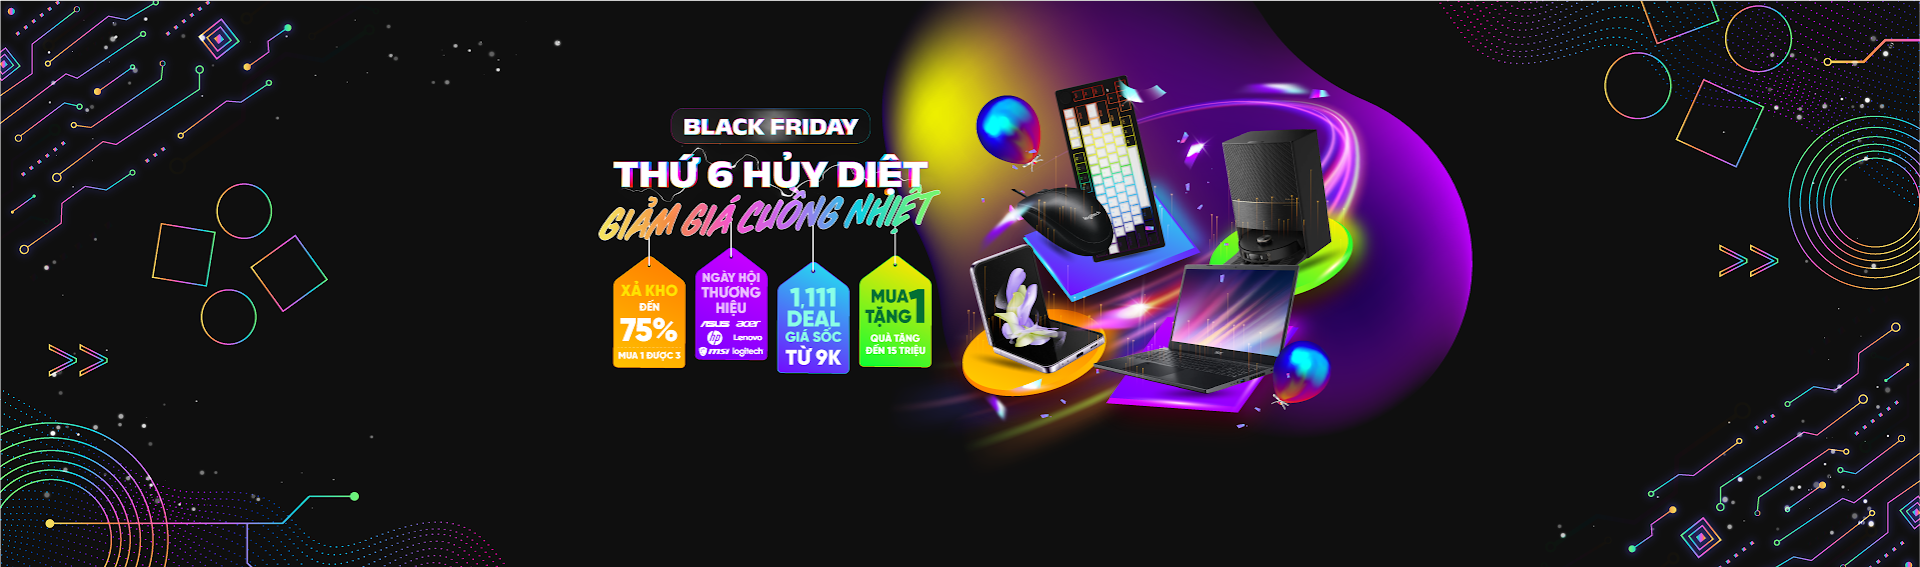 BLACK FRIDAY
THỨ 6 HỦY DIỆT
GIẢM GIÁ CUỒNG NHIỆT
XẢ KHO
ĐẾN
75%
MUA 1 ĐƯỢC 3
NGÀY HỘI
THƯƠNG
HIỆU
ASUS acer
hp Lenovo
msi logitech
1,111
DEAL
GIÁ SỐC
TỪ 9K
MUA 1
TẶNG 1
QUÀ TẶNG
ĐẾN 15 TRIỆU
logitech
acer